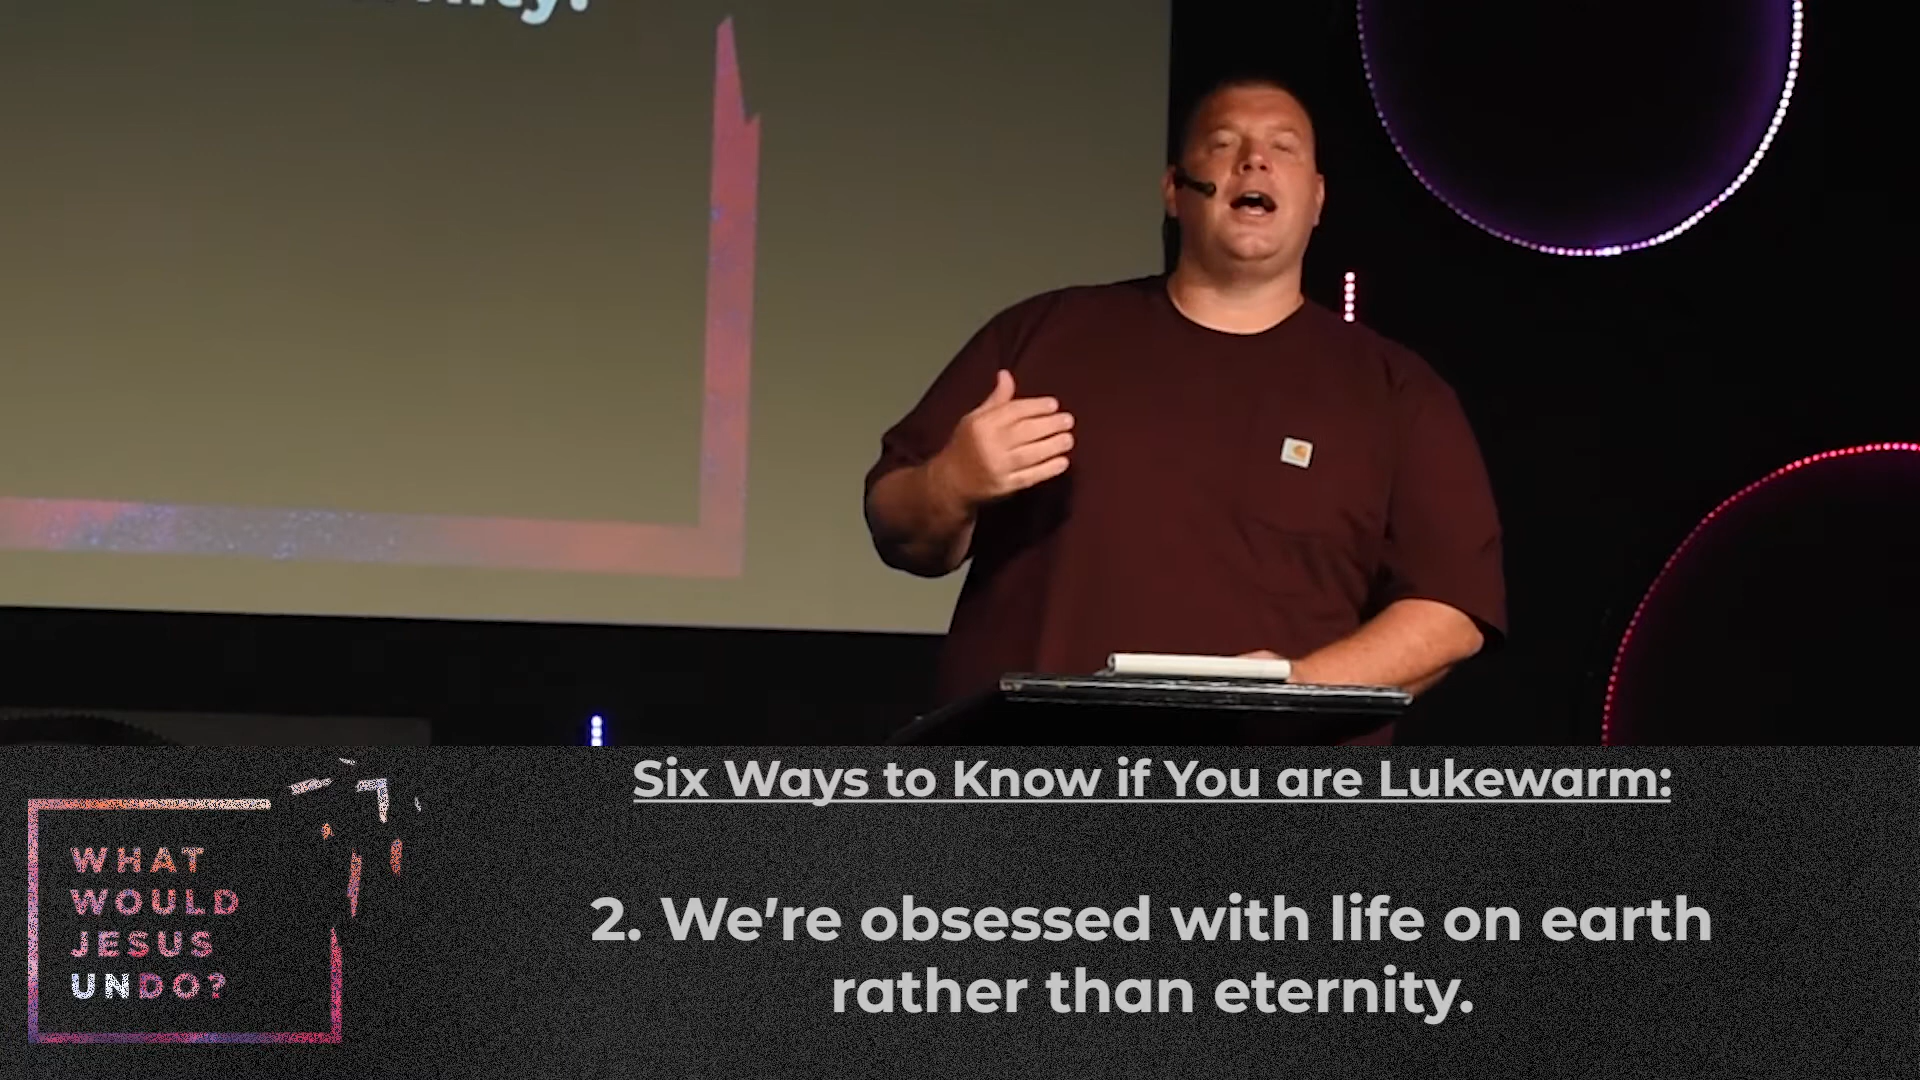 Six Ways to Know if You are Lukewarm:
2. We're obsessed with life on earth
rather than eternity.
WHAT
WOULD
JESUS
UNDO?